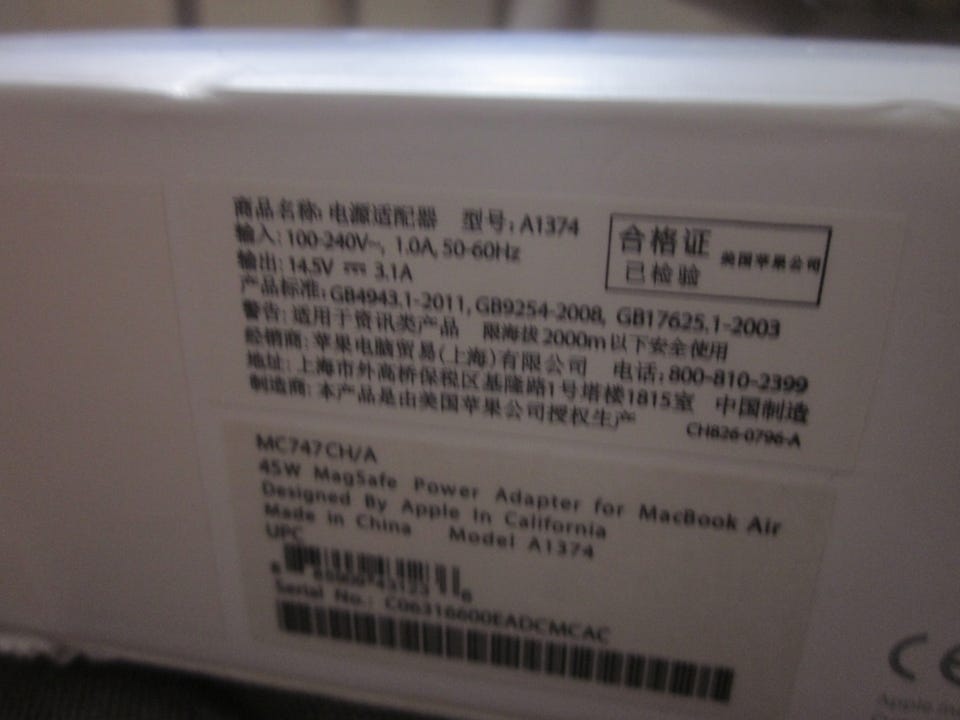 商品名称: 电源适配器 型号: A1374
输入: 100-240V~, 1.0A, 50-60Hz
输出: 14.5V ⎓ 3.1A
产品标准: GB4943.1-2011, GB9254-2008, GB17625.1-2003
警告: 适用于资讯类产品 限海拔2000m以下安全使用
经销商: 苹果电脑贸易(上海)有限公司 电话: 800-810-2399
地址: 上海市外高桥保税区基隆路1号塔楼1815室 中国制造
制造商: 本产品是由美国苹果公司授权生产
CH826-0796-A
合格证 美国苹果公司
已检验
MC747CH/A
45W MagSafe Power Adapter for MacBook Air
Designed By Apple In California
Made in China Model A1374
UPC
Serial No.: C06316600EADCMCAC
CE
Apple